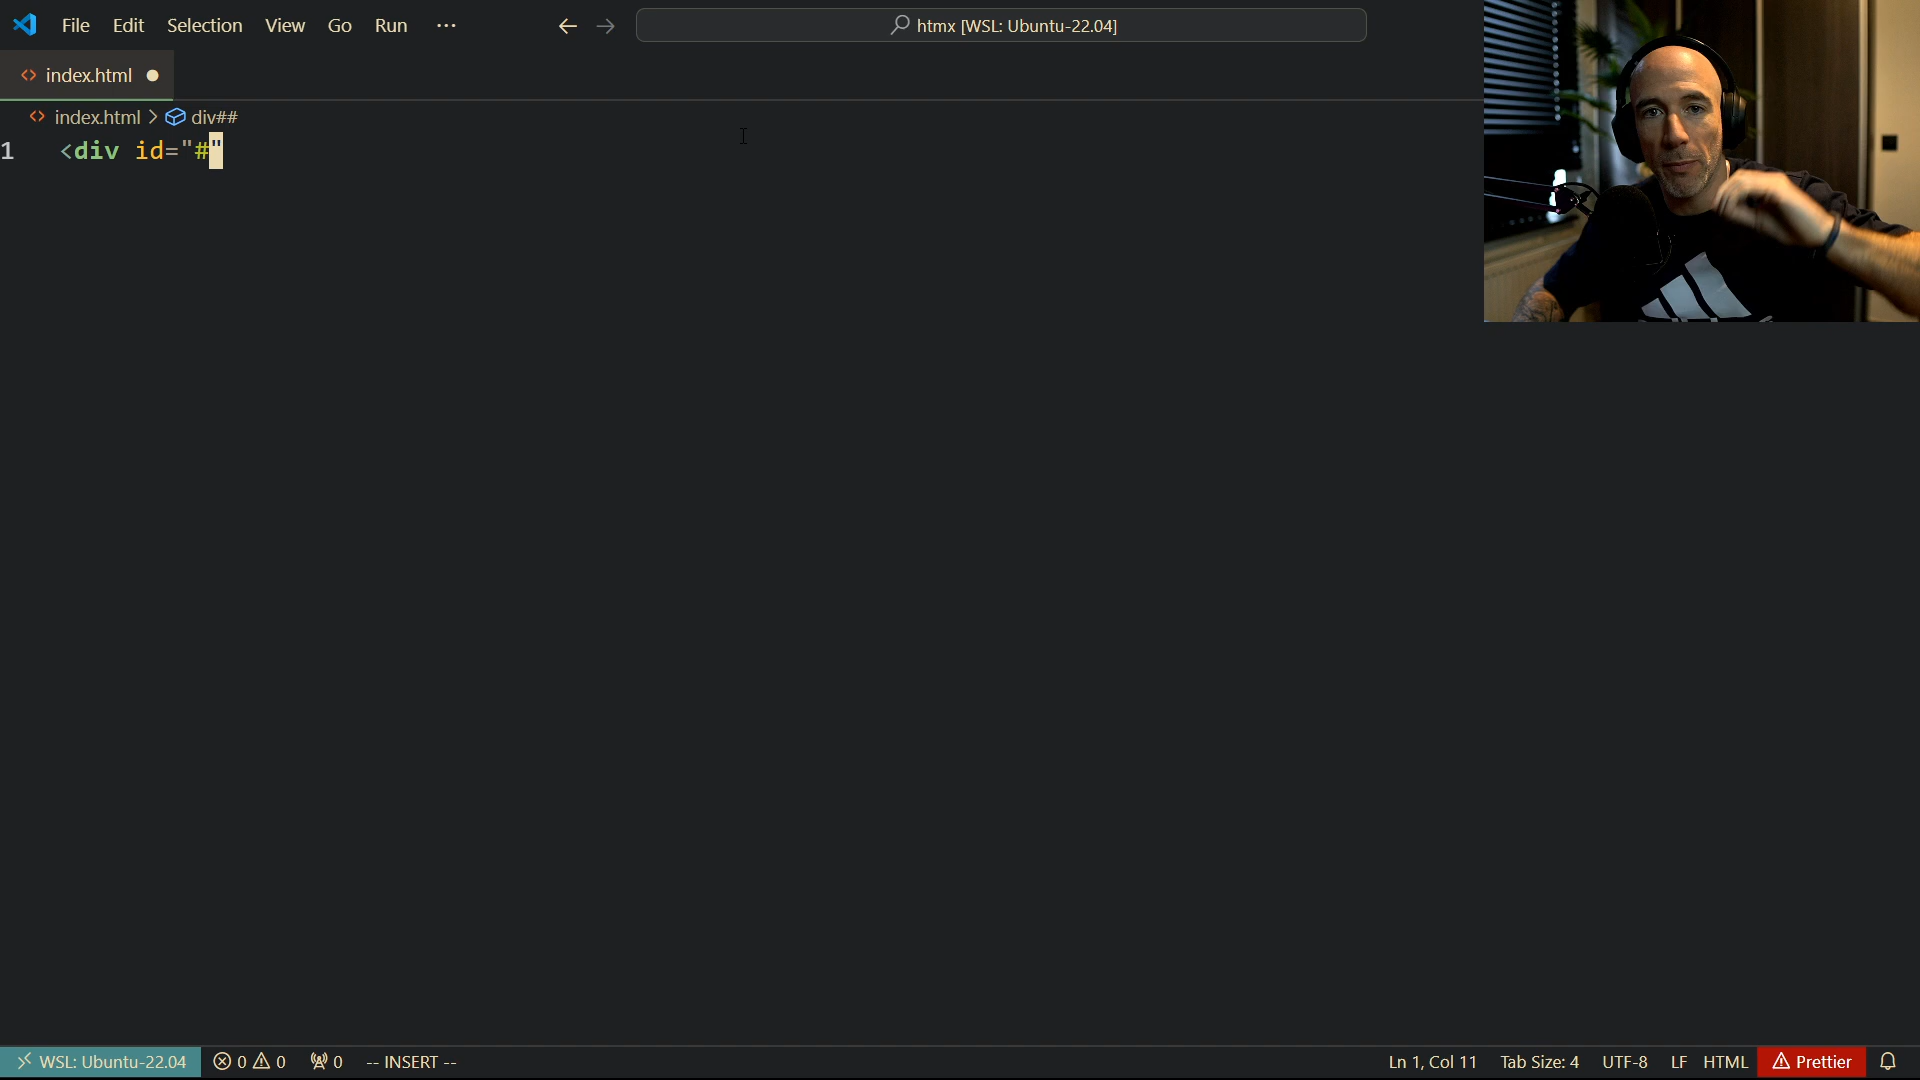 File Edit Selection View Go Run ···
htmx [WSL: Ubuntu-22.04]
index.html
index.html > div##
1 <div id="#"
WSL: Ubuntu-22.04 0 0 0 -- INSERT -- Ln 1, Col 11 Tab Size: 4 UTF-8 LF HTML Prettier